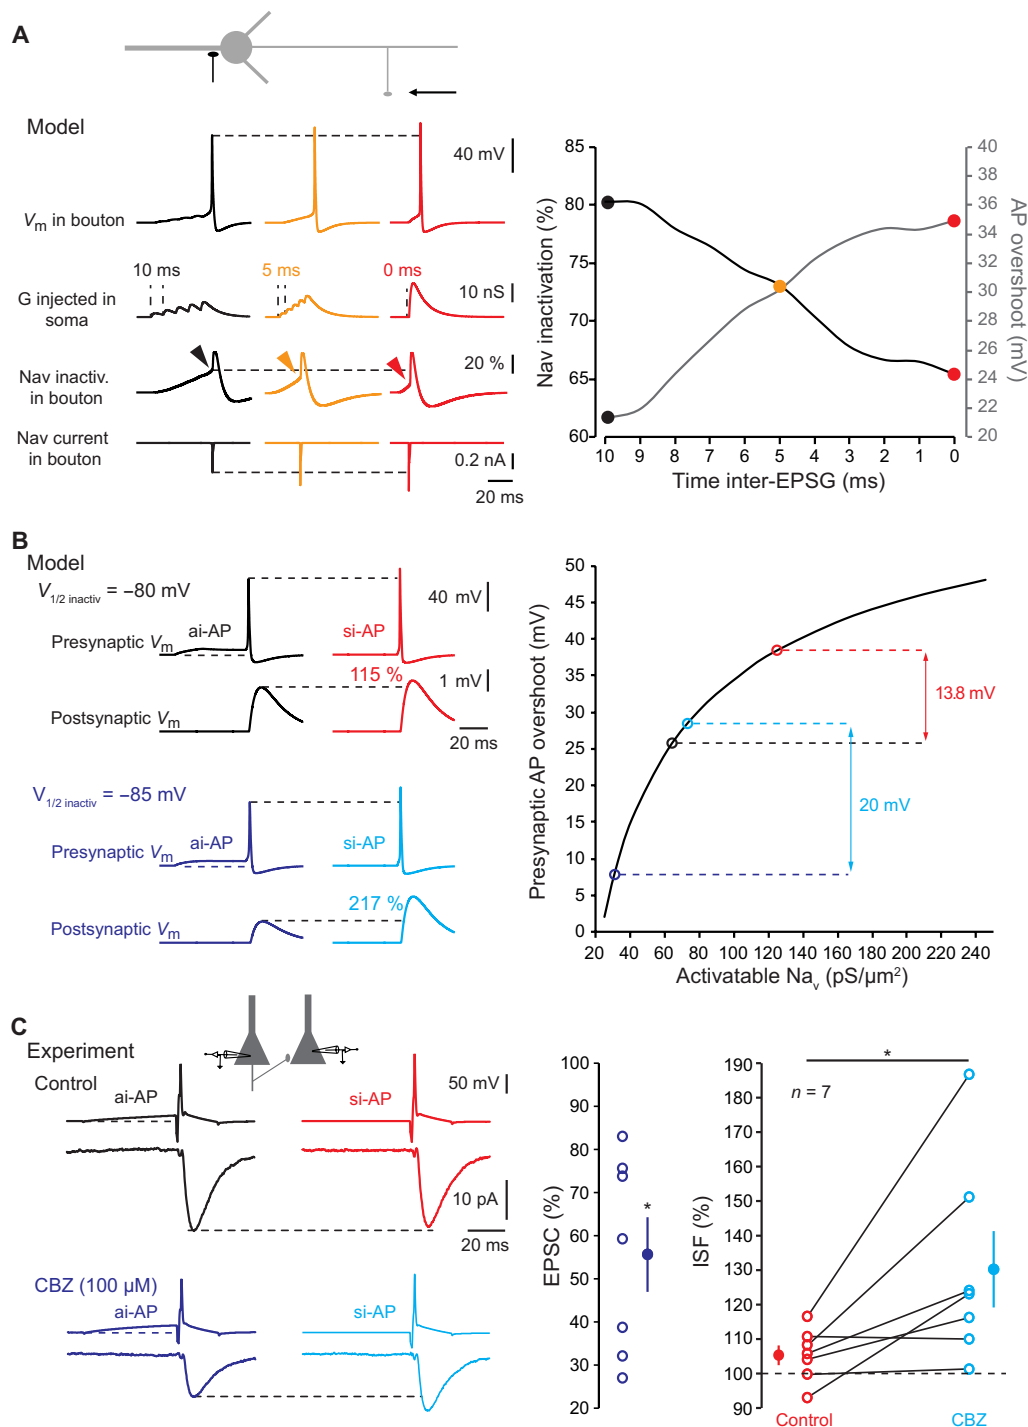 A
Model
40 mV
Vm in bouton
10 ms
5 ms
0 ms
G injected in
soma
10 nS
Nav inactiv.
in bouton
20 %
Nav current
in bouton
0.2 nA
20 ms
85
80
75
70
65
60
Nav inactivation (%)
40
38
36
34
32
30
28
26
24
22
20
AP overshoot (mV)
10 9 8 7 6 5 4 3 2 1 0
Time inter-EPSG (ms)
B
Model
V1/2 inactiv = −80 mV
ai-AP
si-AP
40 mV
Presynaptic Vm
115 %
1 mV
Postsynaptic Vm
20 ms
V1/2 inactiv = −85 mV
ai-AP
si-AP
Presynaptic Vm
217 %
Postsynaptic Vm
50
45
40
35
30
25
20
15
10
5
0
Presynaptic AP overshoot (mV)
13.8 mV
20 mV
20 40 60 80 100 120 140 160 180 200 220 240
Activatable Nav (pS/µm²)
C
Experiment
Control
ai-AP
si-AP
50 mV
10 pA
20 ms
CBZ (100 µM)
ai-AP
si-AP
100
90
80
70
60
50
40
30
20
EPSC (%)
*
190
180
170
160
150
140
130
120
110
100
90
ISF (%)
*
n = 7
Control
CBZ